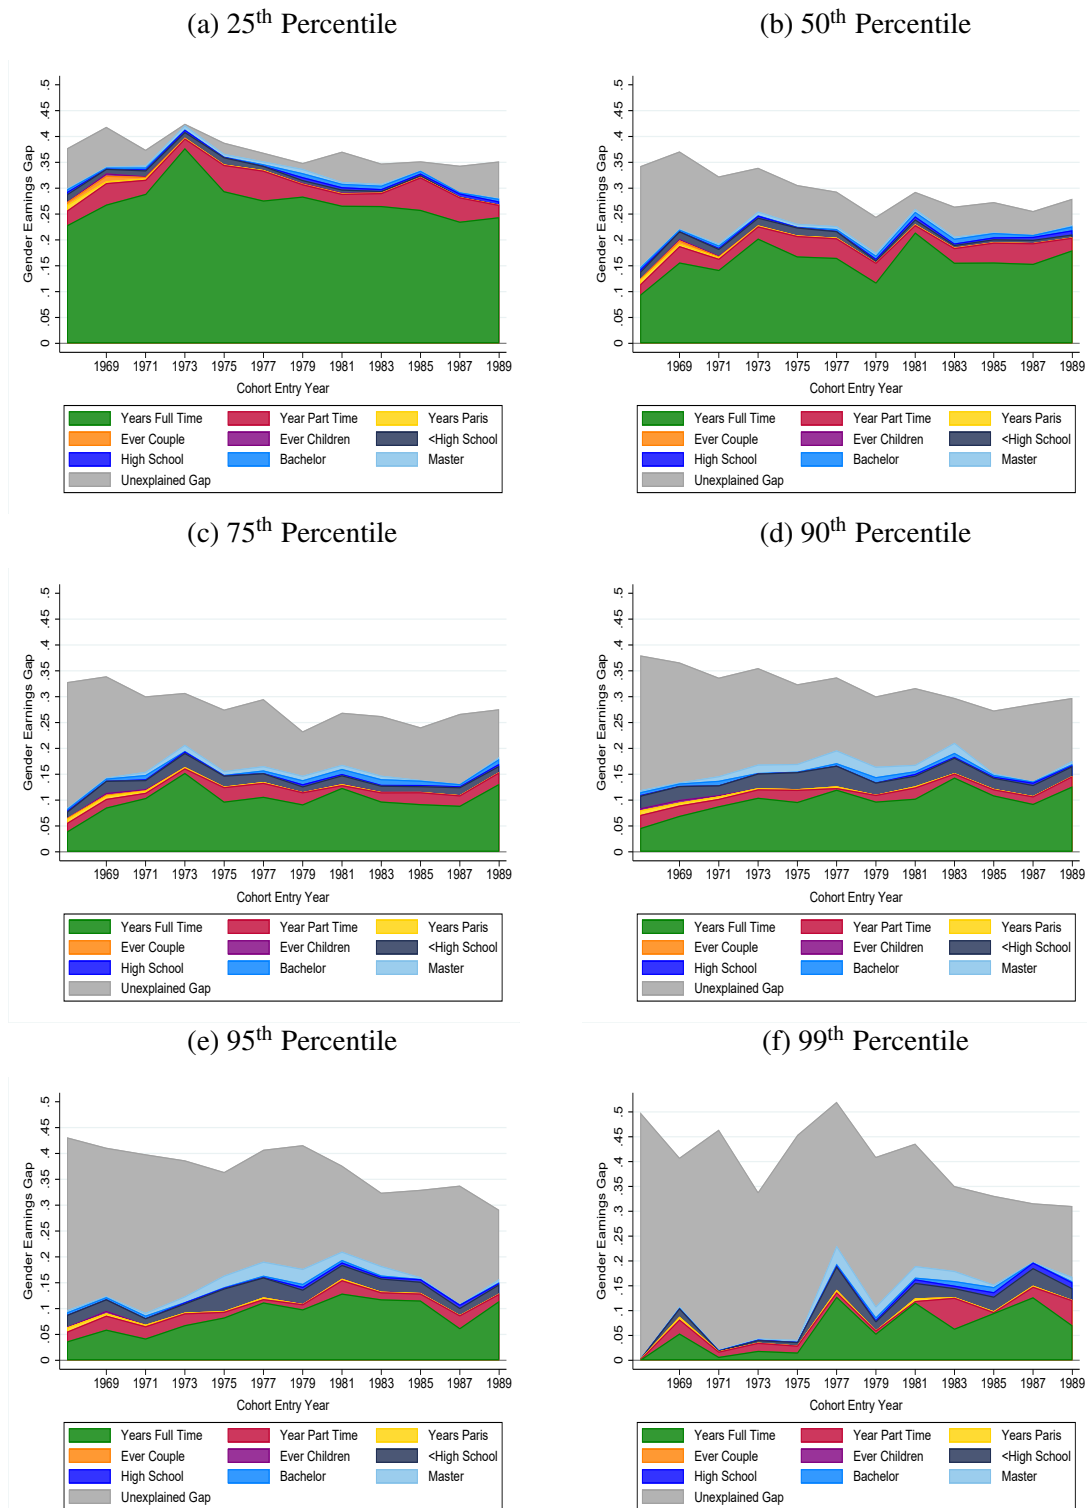 (a) 25th Percentile
Gender Earnings Gap
.5
.45
.4
.35
.3
.25
.2
.15
.1
.05
0
1969 1971 1973 1975 1977 1979 1981 1983 1985 1987 1989
Cohort Entry Year
Years Full Time Year Part Time Years Paris
Ever Couple Ever Children <High School
High School Bachelor Master
Unexplained Gap
(b) 50th Percentile
Gender Earnings Gap
.5
.45
.4
.35
.3
.25
.2
.15
.1
.05
0
1969 1971 1973 1975 1977 1979 1981 1983 1985 1987 1989
Cohort Entry Year
Years Full Time Year Part Time Years Paris
Ever Couple Ever Children <High School
High School Bachelor Master
Unexplained Gap
(c) 75th Percentile
Gender Earnings Gap
.5
.45
.4
.35
.3
.25
.2
.15
.1
.05
0
1969 1971 1973 1975 1977 1979 1981 1983 1985 1987 1989
Cohort Entry Year
Years Full Time Year Part Time Years Paris
Ever Couple Ever Children <High School
High School Bachelor Master
Unexplained Gap
(d) 90th Percentile
Gender Earnings Gap
.5
.45
.4
.35
.3
.25
.2
.15
.1
.05
0
1969 1971 1973 1975 1977 1979 1981 1983 1985 1987 1989
Cohort Entry Year
Years Full Time Year Part Time Years Paris
Ever Couple Ever Children <High School
High School Bachelor Master
Unexplained Gap
(e) 95th Percentile
Gender Earnings Gap
.5
.45
.4
.35
.3
.25
.2
.15
.1
.05
0
1969 1971 1973 1975 1977 1979 1981 1983 1985 1987 1989
Cohort Entry Year
Years Full Time Year Part Time Years Paris
Ever Couple Ever Children <High School
High School Bachelor Master
Unexplained Gap
(f) 99th Percentile
Gender Earnings Gap
.5
.45
.4
.35
.3
.25
.2
.15
.1
.05
0
1969 1971 1973 1975 1977 1979 1981 1983 1985 1987 1989
Cohort Entry Year
Years Full Time Year Part Time Years Paris
Ever Couple Ever Children <High School
High School Bachelor Master
Unexplained Gap